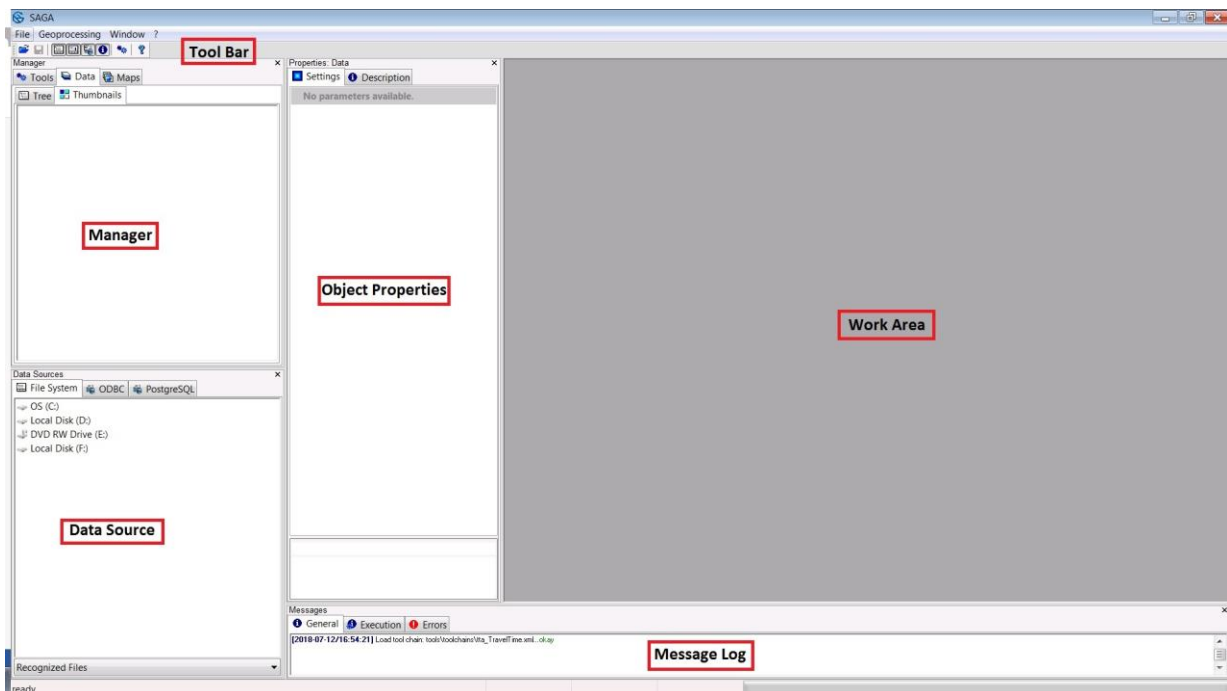 SAGA
File Geoprocessing Window ?
Tool Bar
Manager
Tools Data Maps
Tree Thumbnails
Manager
Properties: Data
Settings Description
No parameters available.
Object Properties
Work Area
Data Sources
File System ODBC PostgreSQL
OS (C:)
Local Disk (D:)
DVD RW Drive (E:)
Local Disk (F:)
Data Source
Recognized Files
Messages
General Execution Errors
[2018-07-12/16:54:21] Load tool chain: tools\toolchains\tta_TravelTime.xml...okay
Message Log
ready